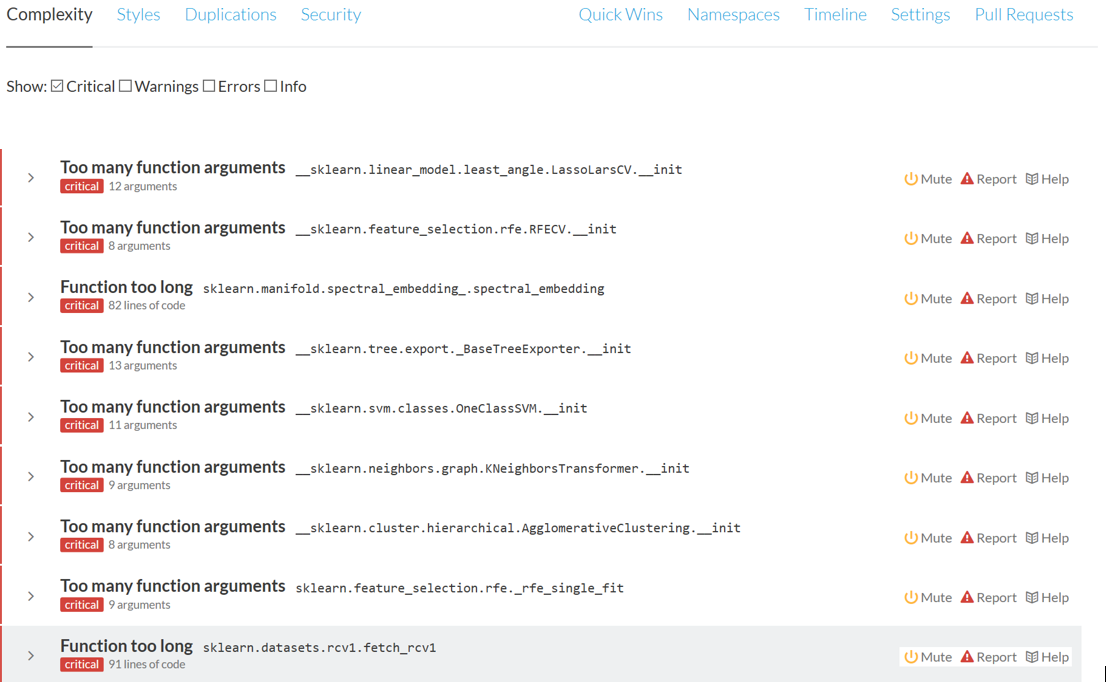 Complexity Styles Duplications Security Quick Wins Namespaces Timeline Settings Pull Requests
Show: Critical Warnings Errors Info
Too many function arguments __sklearn.linear_model.least_angle.LassoLarsCV.__init
critical 12 arguments Mute Report Help
Too many function arguments __sklearn.feature_selection.rfe.RFECV.__init
critical 8 arguments Mute Report Help
Function too long sklearn.manifold.spectral_embedding_.spectral_embedding
critical 82 lines of code Mute Report Help
Too many function arguments __sklearn.tree.export._BaseTreeExporter.__init
critical 13 arguments Mute Report Help
Too many function arguments __sklearn.svm.classes.OneClassSVM.__init
critical 11 arguments Mute Report Help
Too many function arguments __sklearn.neighbors.graph.KNeighborsTransformer.__init
critical 9 arguments Mute Report Help
Too many function arguments __sklearn.cluster.hierarchical.AgglomerativeClustering.__init
critical 8 arguments Mute Report Help
Too many function arguments sklearn.feature_selection.rfe._rfe_single_fit
critical 9 arguments Mute Report Help
Function too long sklearn.datasets.rcv1.fetch_rcv1
critical 91 lines of code Mute Report Help